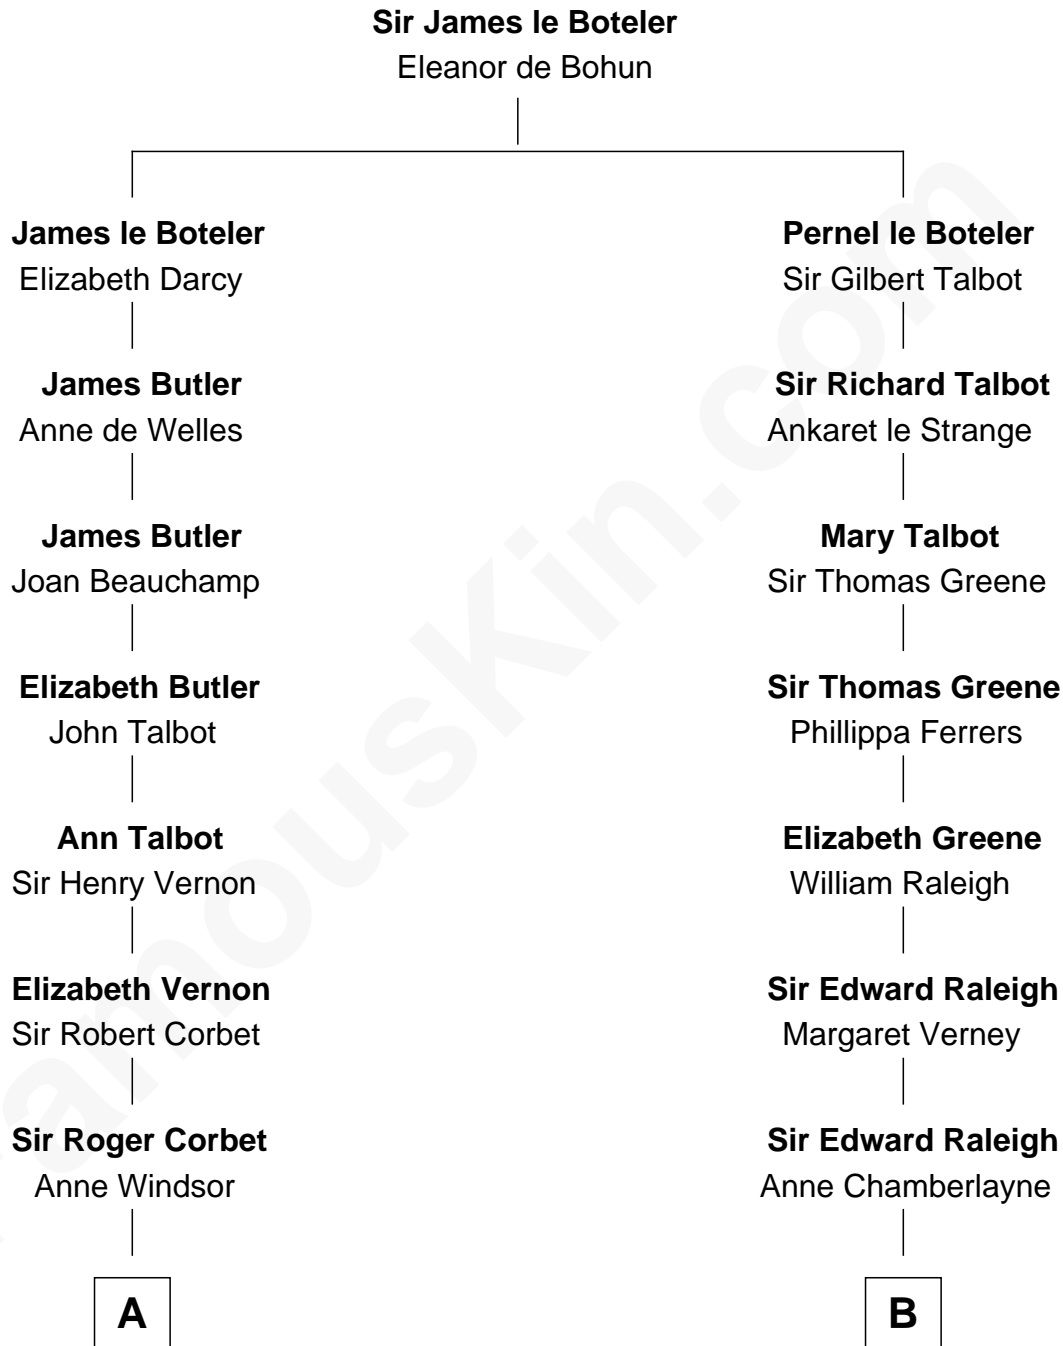 Sir James le Boteler
Eleanor de Bohun
James le Boteler
Elizabeth Darcy
James Butler
Anne de Welles
James Butler
Joan Beauchamp
Elizabeth Butler
John Talbot
Ann Talbot
Sir Henry Vernon
Elizabeth Vernon
Sir Robert Corbet
Sir Roger Corbet
Anne Windsor
A
Pernel le Boteler
Sir Gilbert Talbot
Sir Richard Talbot
Ankaret le Strange
Mary Talbot
Sir Thomas Greene
Sir Thomas Greene
Phillippa Ferrers
Elizabeth Greene
William Raleigh
Sir Edward Raleigh
Margaret Verney
Sir Edward Raleigh
Anne Chamberlayne
B
FamousKin.com